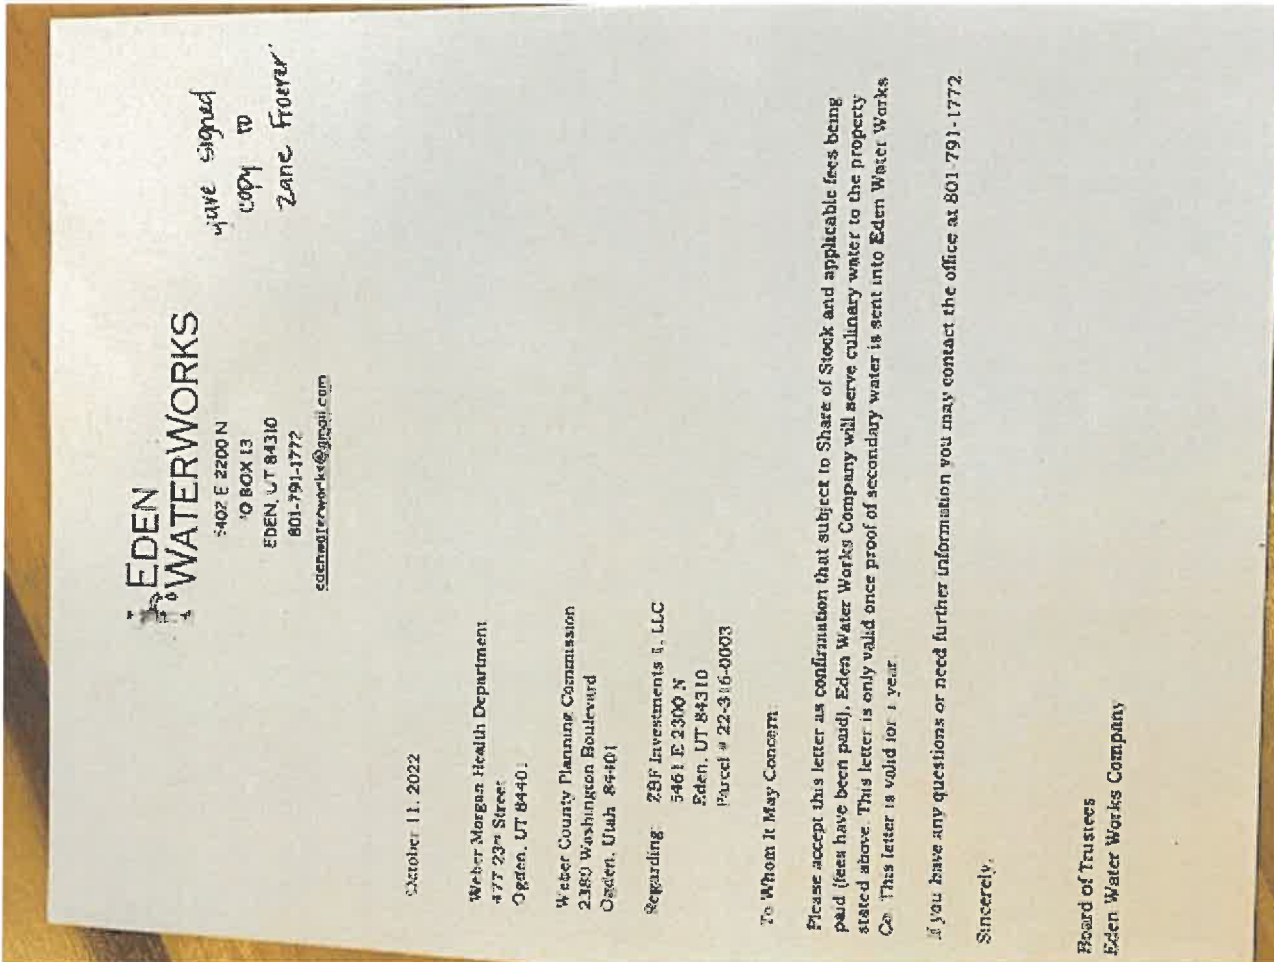 EDEN
WATERWORKS
5402 E 2200 N
PO BOX 13
EDEN, UT 84310
801-791-1772
edenwaterworks@gmail.com
gave signed
copy to
Zane Froerer
October 11, 2022
Weber Morgan Health Department
477 23rd Street
Ogden, UT 84401
Weber County Planning Commission
2380 Washington Boulevard
Ogden, Utah 84401
Regarding: Investments LLC
5461 E 2300 N
Eden, UT 84310
Parcel # 22-316-0003
To Whom It May Concern:
Please accept this letter as confirmation that subject to Share of Stock and applicable fees being
paid (fees have been paid), Eden Water Works Company will serve culinary water to the property
stated above. This letter is only valid once proof of secondary water is sent into Eden Water Works
Co. This letter is valid for 1 year.
If you have any questions or need further information you may contact the office at 801-791-1772
Sincerely,
Board of Trustees
Eden Water Works Company